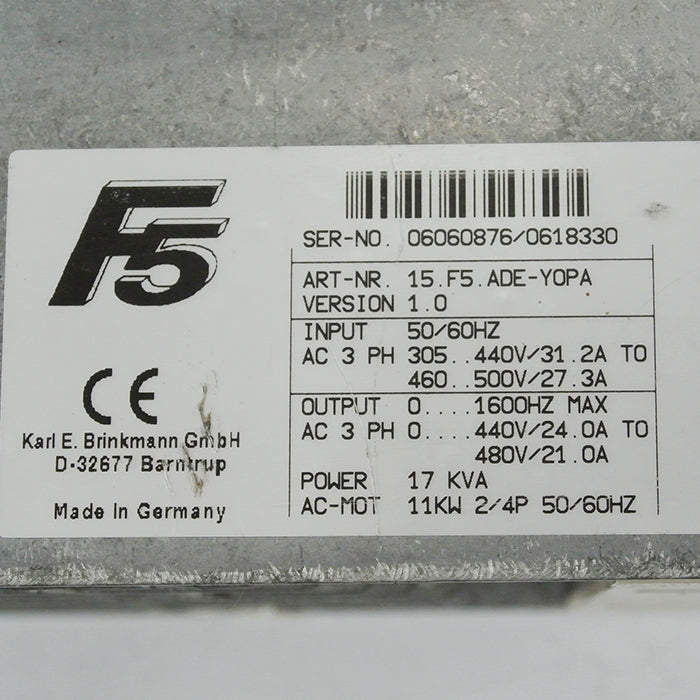 F5
SER-NO. 06060876/0618330
ART-NR. 15.F5.ADE-Y0PA
VERSION 1.0
INPUT 50/60HZ
AC 3 PH 305..440V/31.2A TO
460..500V/27.3A
OUTPUT 0....1600HZ MAX
AC 3 PH 0....440V/24.0A TO
480V/21.0A
POWER 17 KVA
AC-MOT 11KW 2/4P 50/60HZ
CE
Karl E. Brinkmann GmbH
D-32677 Barntrup
Made in Germany